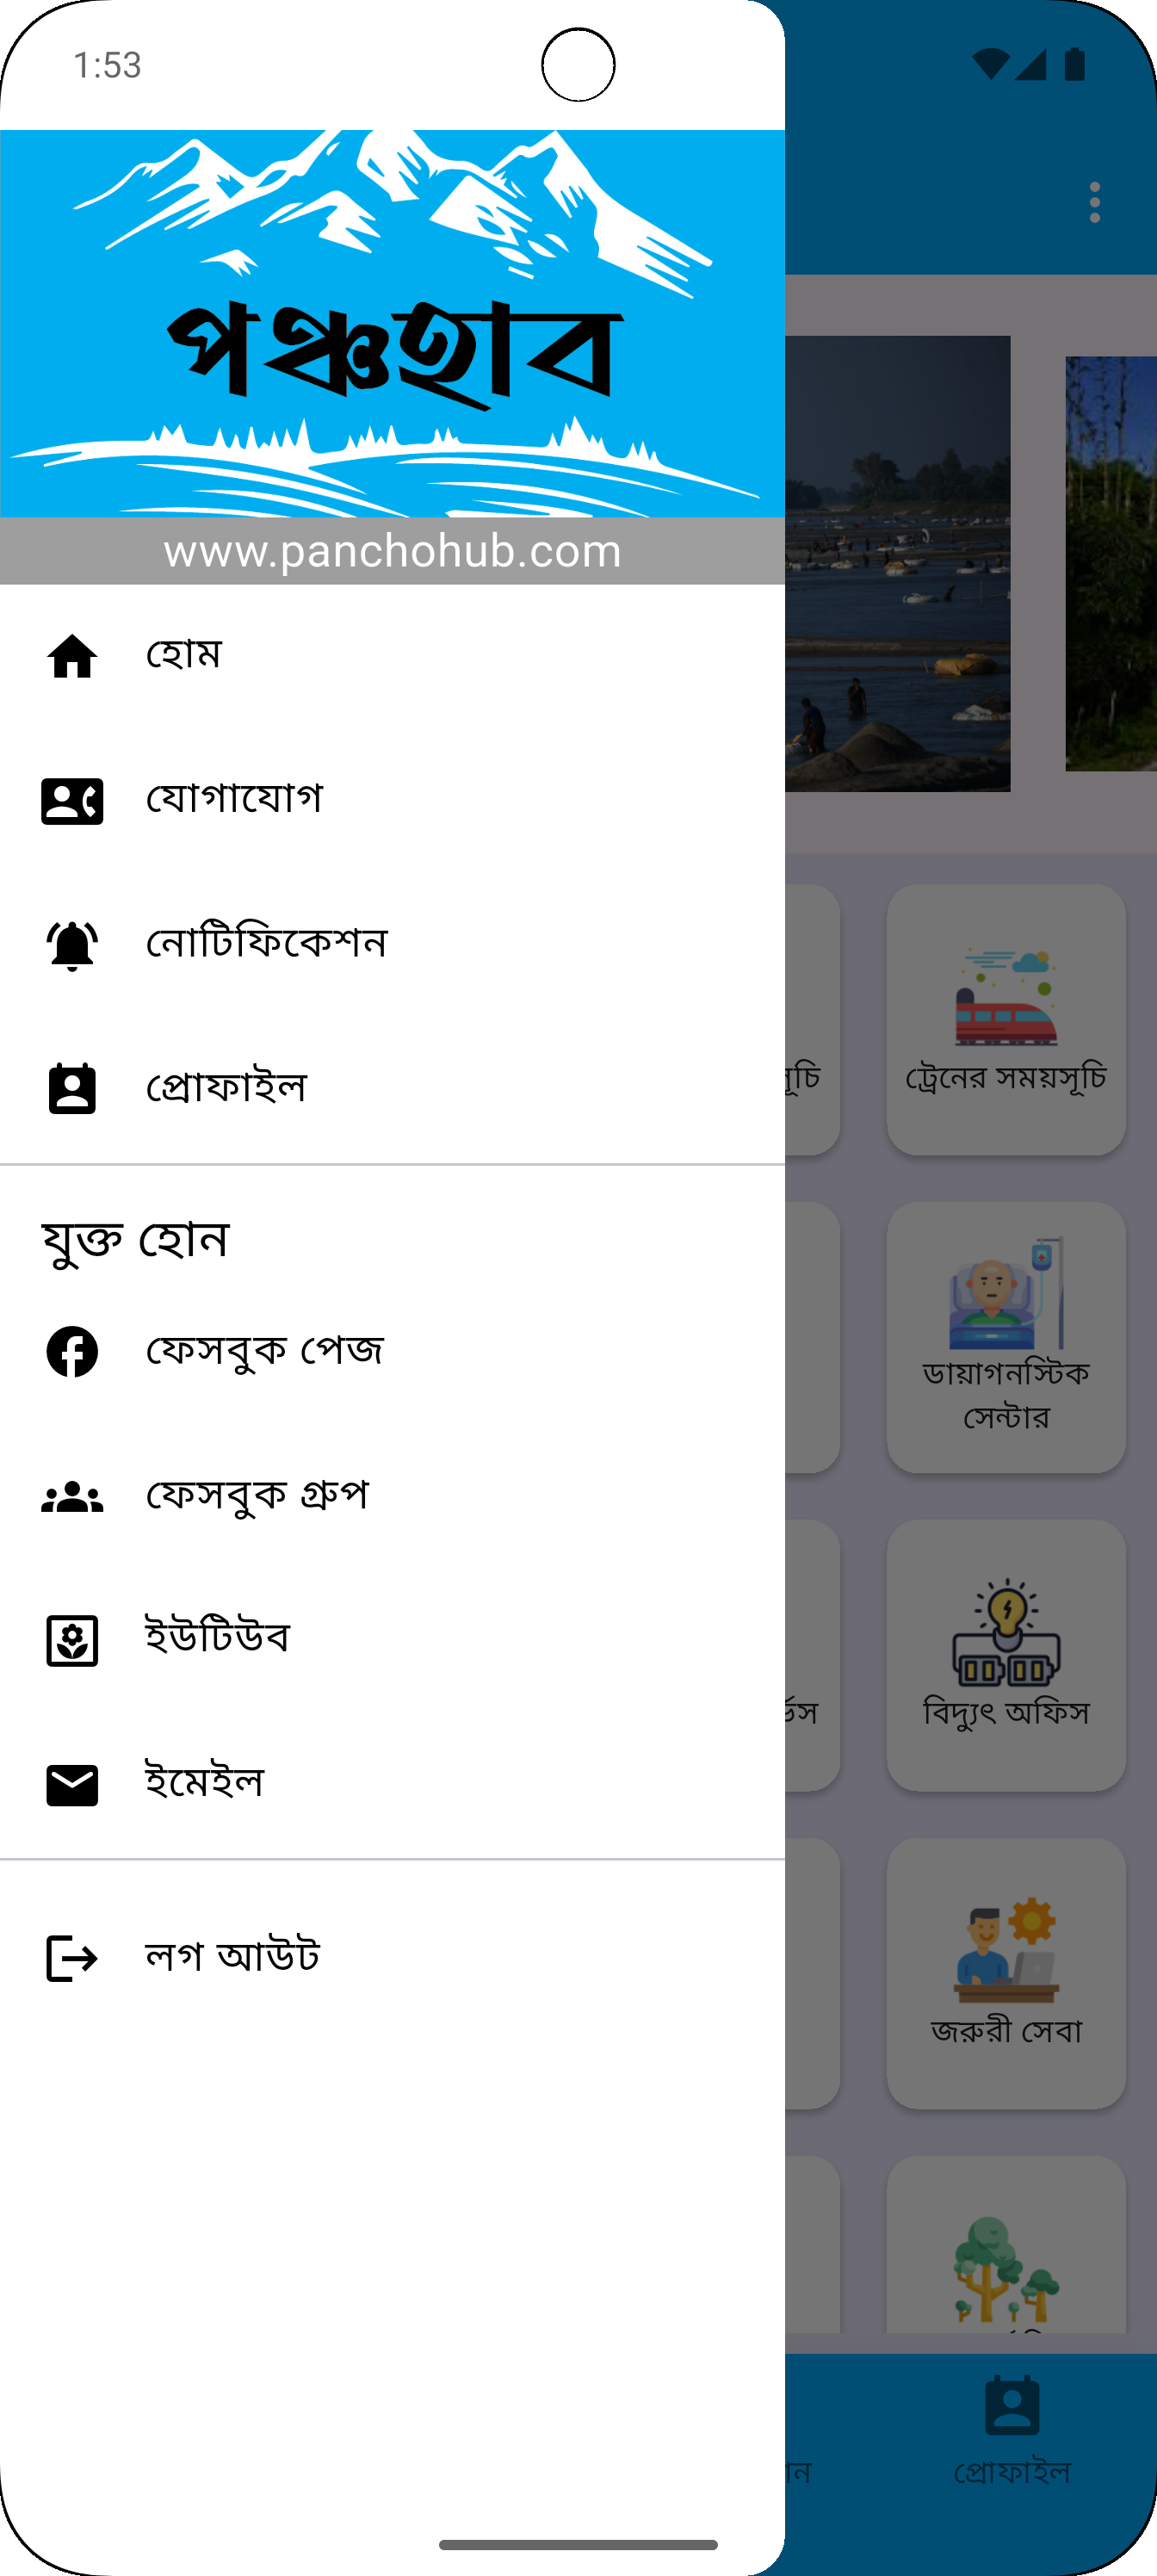 1:53
পঞ্চহাব
www.panchohub.com
হোম
যোগাযোগ
নোটিফিকেশন
প্রোফাইল
যুক্ত হোন
ফেসবুক পেজ
ফেসবুক গ্রুপ
ইউটিউব
ইমেইল
লগ আউট
ট্রেনের সময়সূচি
ডায়াগনস্টিক
সেন্টার
বিদ্যুৎ অফিস
জরুরী সেবা
প্রোফাইল